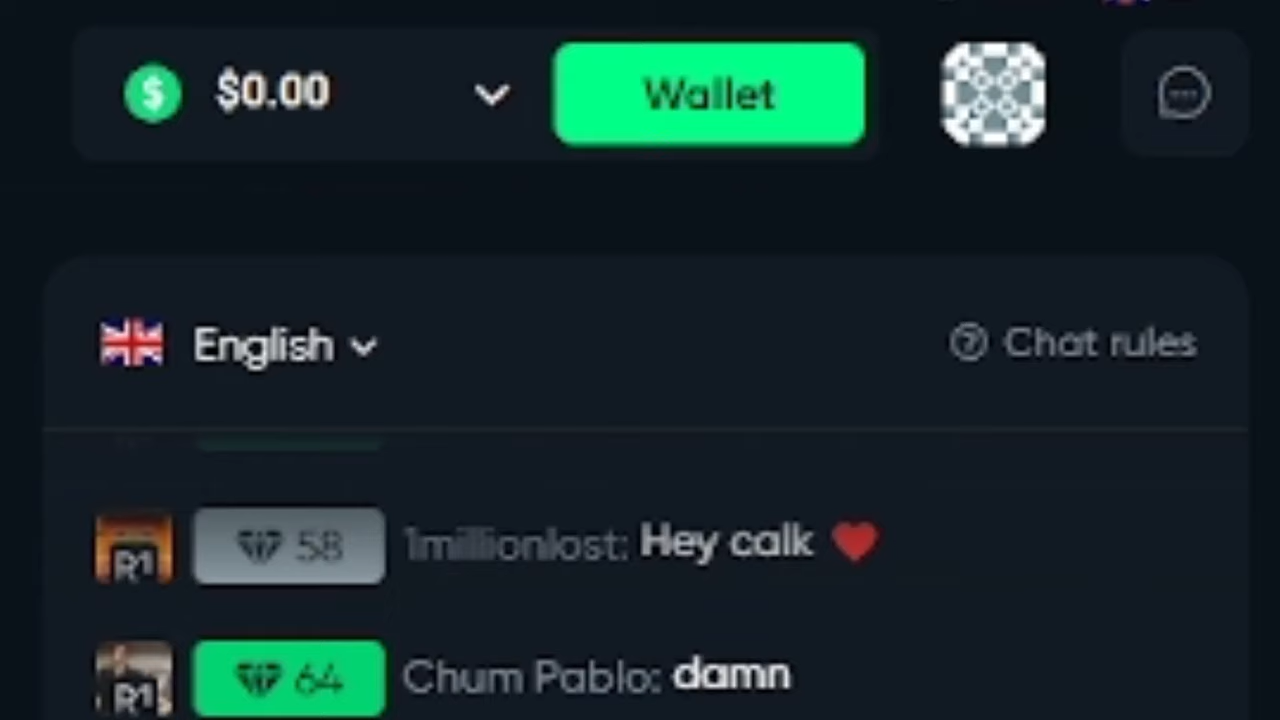 $ $0.00 Wallet
English Chat rules
R1 58 1millionlost: Hey calk ❤️
R1 64 Chum Pablo: damn